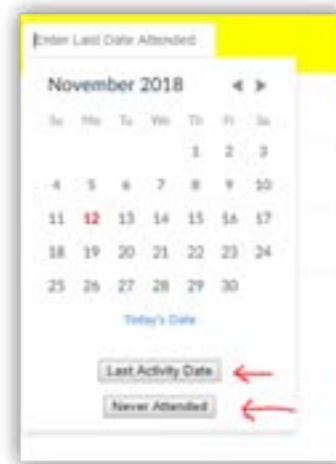 Enter Last Date Attended
November 2018
Su Mo Tu We Th Fr Sa
1 2 3
4 5 6 7 8 9 10
11 12 13 14 15 16 17
18 19 20 21 22 23 24
25 26 27 28 29 30
Today's Date
Last Activity Date
Never Attended